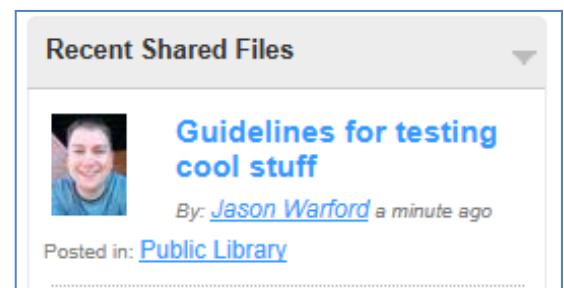 Recent Shared Files
Guidelines for testing
cool stuff
By: Jason Warford a minute ago
Posted in: Public Library